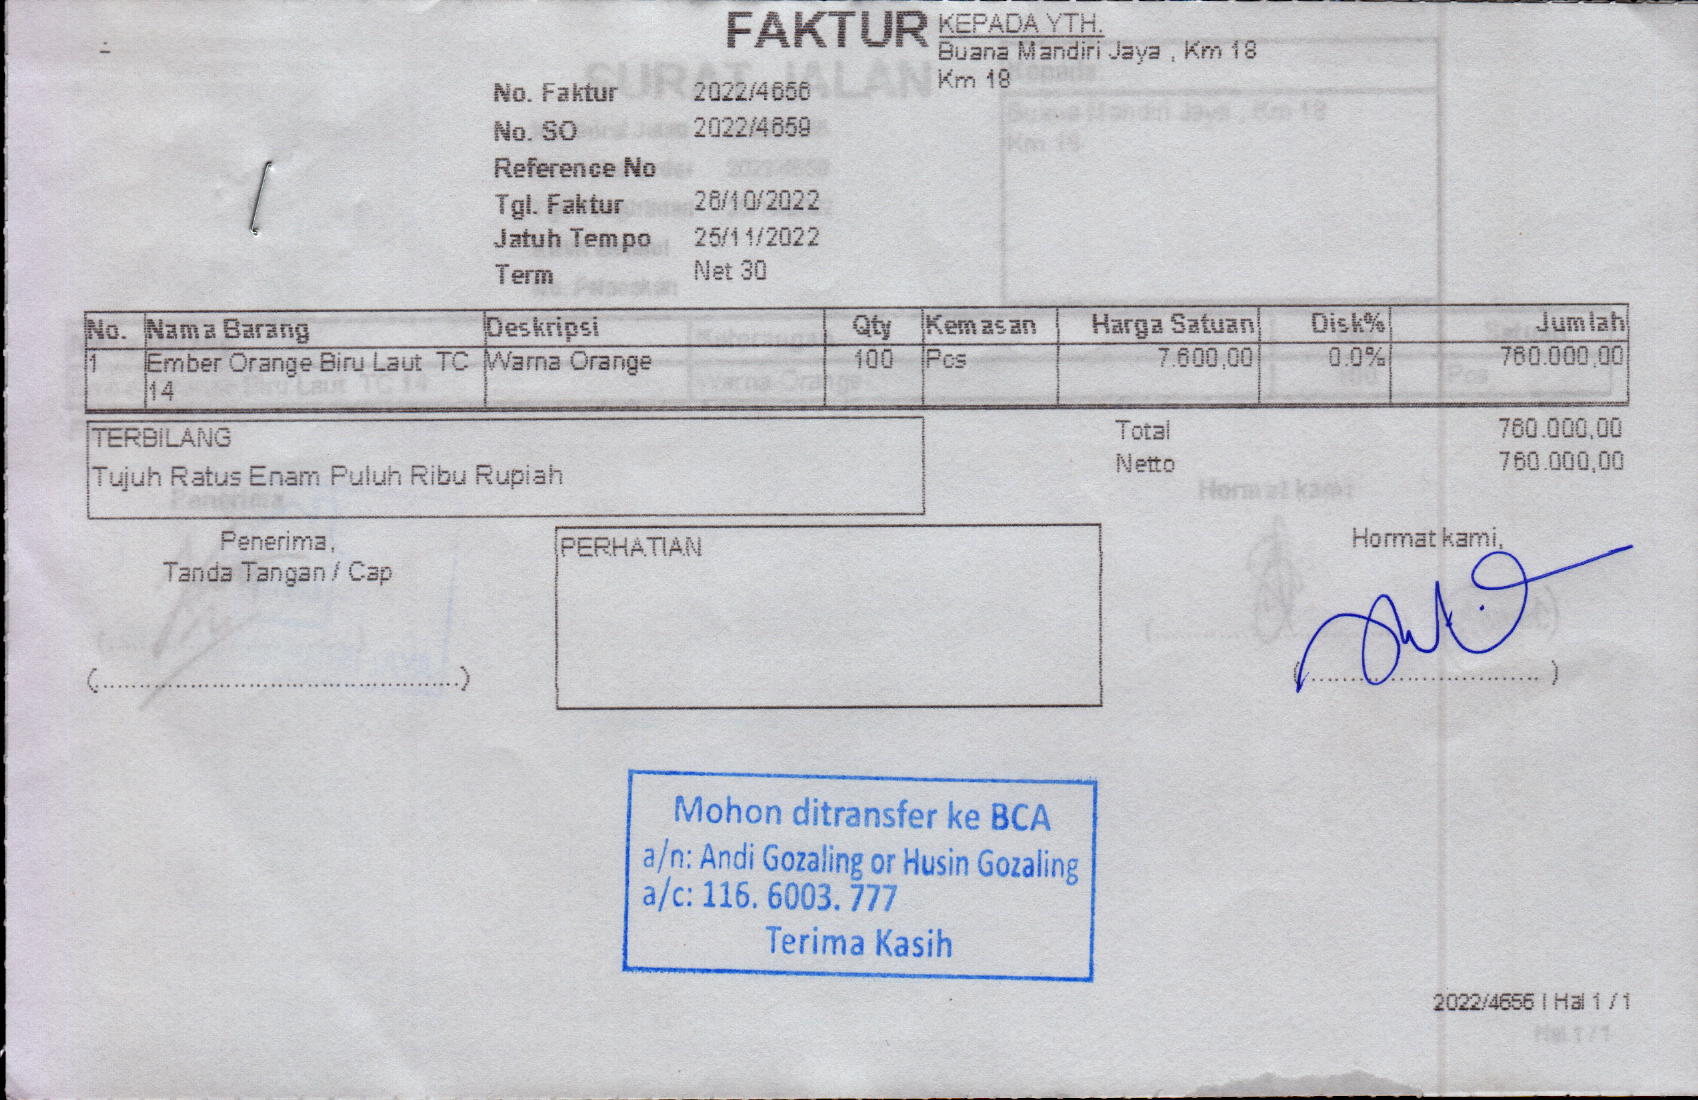 FAKTUR
KEPADA YTH.
Buana Mandiri Jaya , Km 18
Km 18
No. Faktur 2022/4656
No. SO 2022/4659
Reference No
Tgl. Faktur 26/10/2022
Jatuh Tempo 25/11/2022
Term Net 30
No. Nama Barang Deskripsi Qty Kemasan Harga Satuan Disk% Jumlah
1 Ember Orange Biru Laut TC Warna Orange 100 Pcs 7.600,00 0.0% 760.000,00
14
TERBILANG
Tujuh Ratus Enam Puluh Ribu Rupiah
Total 760.000,00
Netto 760.000,00
Penerima,
Tanda Tangan / Cap
(..................................................)
PERHATIAN
Hormat kami,
(.................................)
Mohon ditransfer ke BCA
a/n: Andi Gozaling or Husin Gozaling
a/c: 116. 6003. 777
Terima Kasih
2022/4656 | Hal 1 / 1